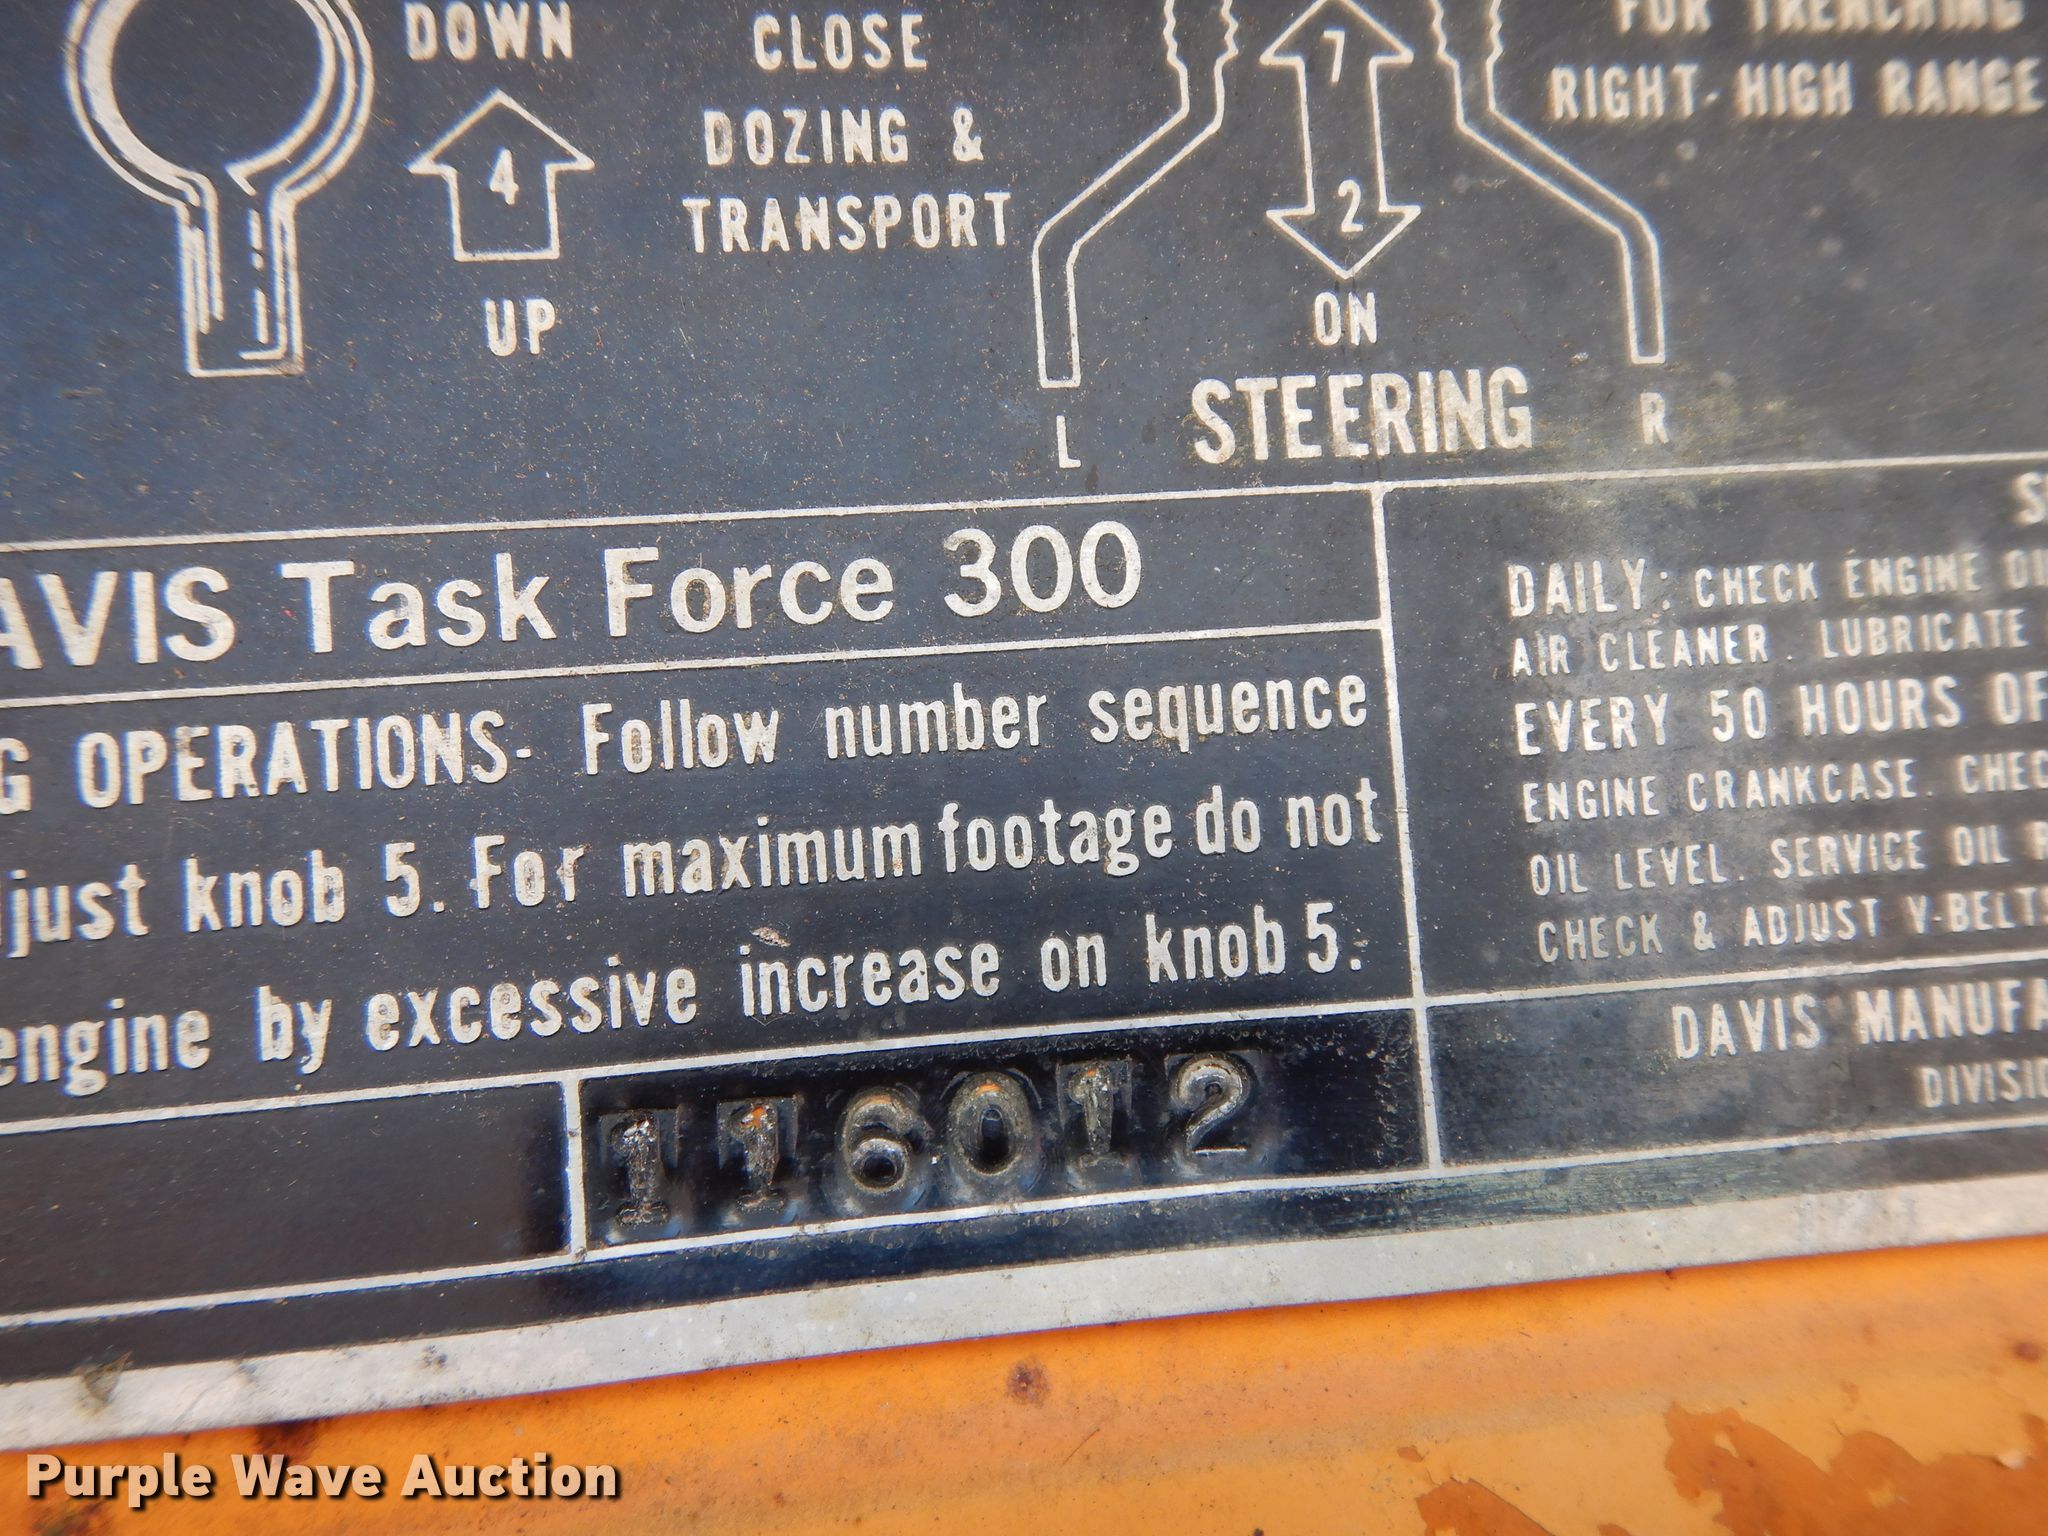 DOWN
4
UP
CLOSE
DOZING &
TRANSPORT
7
2
ON
L
STEERING
R
FOR TRENCHING
RIGHT- HIGH RANGE
AVIS Task Force 300
G OPERATIONS- Follow number sequence
djust knob 5. For maximum footage do not
engine by excessive increase on knob 5.
116012
S
DAILY: CHECK ENGINE OI
AIR CLEANER. LUBRICATE
EVERY 50 HOURS OF
ENGINE CRANKCASE. CHEC
OIL LEVEL. SERVICE OIL
CHECK & ADJUST V-BELTS
DAVIS MANUFA
DIVISIO
Purple Wave Auction